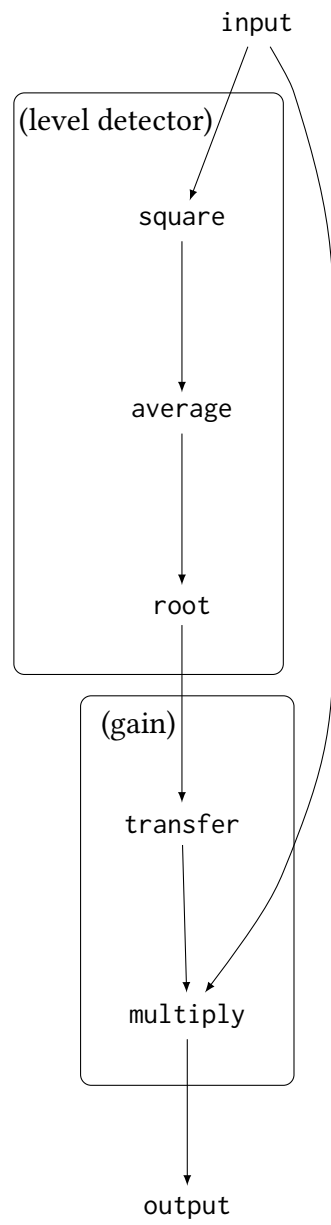 input
(level detector)
square
average
root
(gain)
transfer
multiply
output